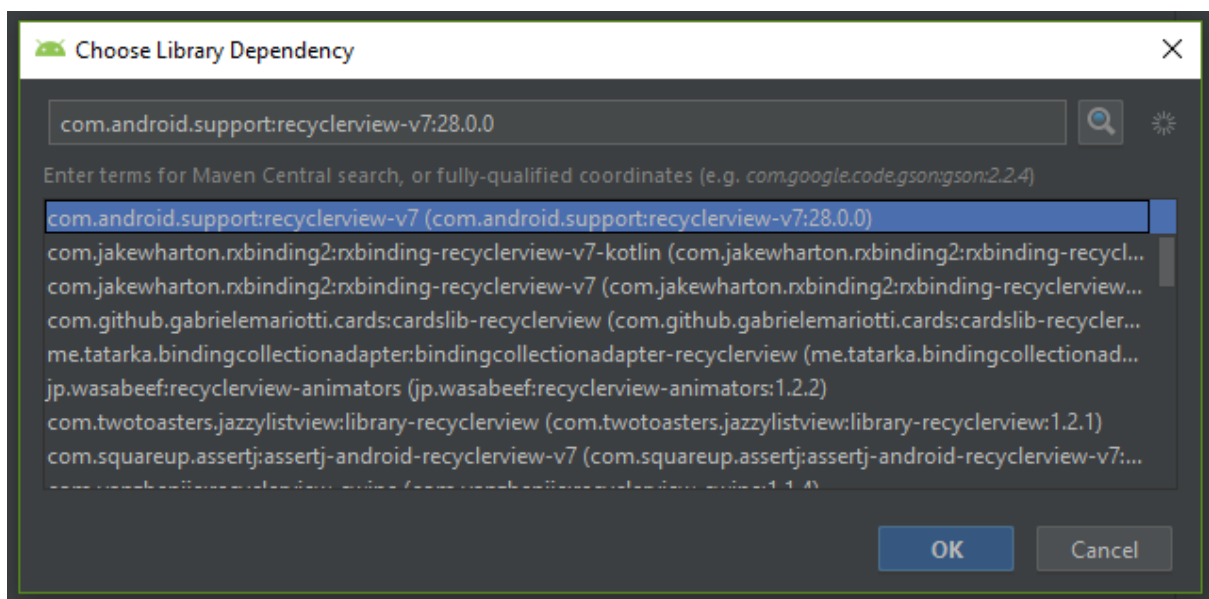 Choose Library Dependency
com.android.support:recyclerview-v7:28.0.0
Enter terms for Maven Central search, or fully-qualified coordinates (e.g. com.google.code.gson:gson:2.2.4)
com.android.support:recyclerview-v7 (com.android.support:recyclerview-v7:28.0.0)
com.jakewharton.rxbinding2:rxbinding-recyclerview-v7-kotlin (com.jakewharton.rxbinding2:rxbinding-recycl...
com.jakewharton.rxbinding2:rxbinding-recyclerview-v7 (com.jakewharton.rxbinding2:rxbinding-recyclerview...
com.github.gabrielemariotti.cards:cardslib-recyclerview (com.github.gabrielemariotti.cards:cardslib-recycler...
me.tatarka.bindingcollectionadapter:bindingcollectionadapter-recyclerview (me.tatarka.bindingcollectionad...
jp.wasabeef:recyclerview-animators (jp.wasabeef:recyclerview-animators:1.2.2)
com.twotoasters.jazzylistview:library-recyclerview (com.twotoasters.jazzylistview:library-recyclerview:1.2.1)
com.squareup.assertj:assertj-android-recyclerview-v7 (com.squareup.assertj:assertj-android-recyclerview-v7:...
OK
Cancel